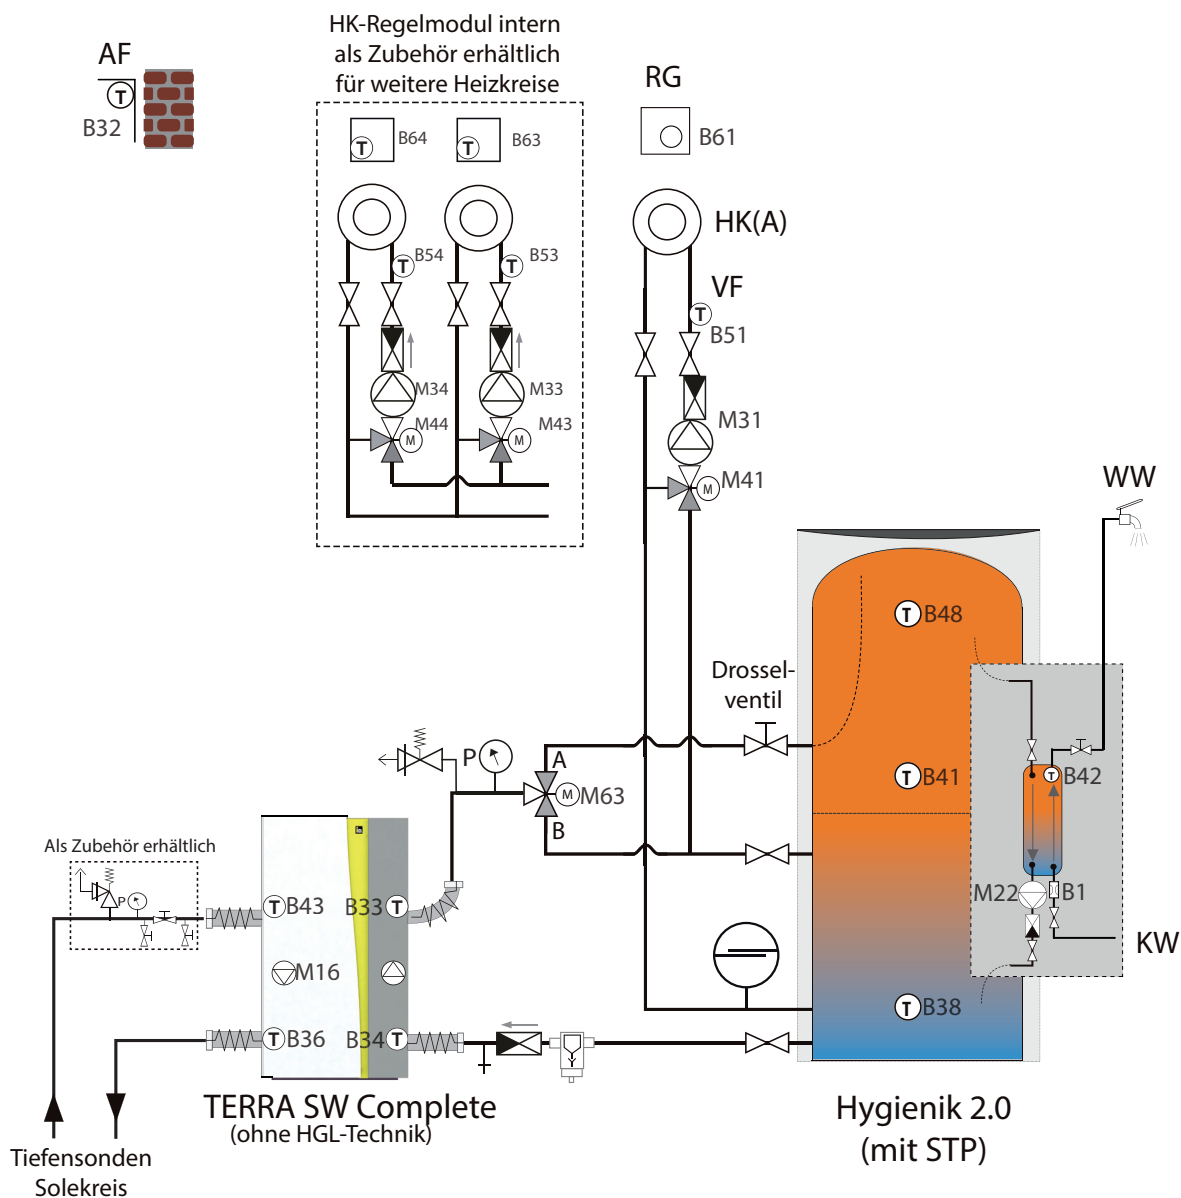 HK-Regelmodul intern
als Zubehör erhältlich
für weitere Heizkreise
AF
T
B32
RG
B61
T
B64
T
B63
HK(A)
T
B54
T
B53
VF
T
B51
M34
M33
M31
M44
M
M43
M
M41
M
WW
T
B48
Drossel-
ventil
P
A
M
M63
B
T
B41
T
B42
Als Zubehör erhältlich
P
T
B43
B33
T
M22
B1
KW
M16
T
B38
T
B36
B34
T
TERRA SW Complete
(ohne HGL-Technik)
Hygienik 2.0
(mit STP)
Tiefensonden
Solekreis